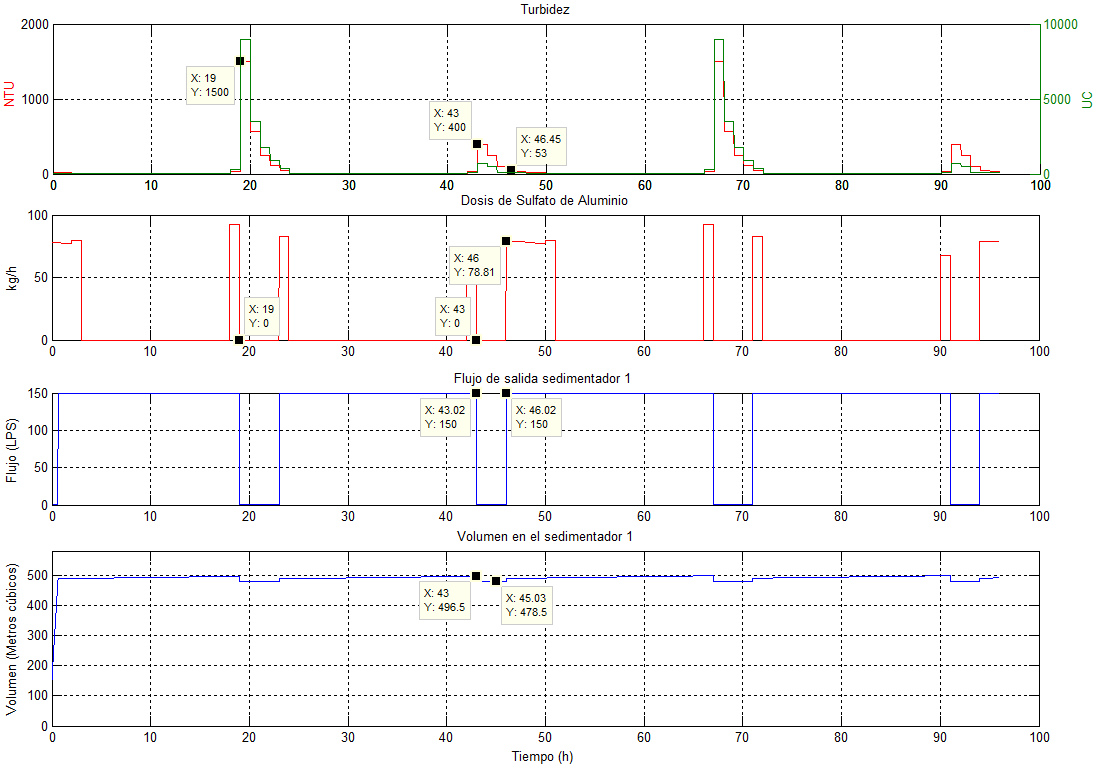 Turbidez
2000
1000
0
NTU
10000
5000
0
UC
X: 19
Y: 1500
X: 43
Y: 400
X: 46.45
Y: 53
0 10 20 30 40 50 60 70 80 90 100
Dosis de Sulfato de Aluminio
100
50
0
kg/h
X: 46
Y: 78.81
X: 19
Y: 0
X: 43
Y: 0
0 10 20 30 40 50 60 70 80 90 100
Flujo de salida sedimentador 1
150
100
50
0
Flujo (LPS)
X: 43.02
Y: 150
X: 46.02
Y: 150
0 10 20 30 40 50 60 70 80 90 100
Volumen en el sedimentador 1
500
400
300
200
100
0
Volumen (Metros cúbicos)
X: 43
Y: 496.5
X: 45.03
Y: 478.5
0 10 20 30 40 50 60 70 80 90 100
Tiempo (h)